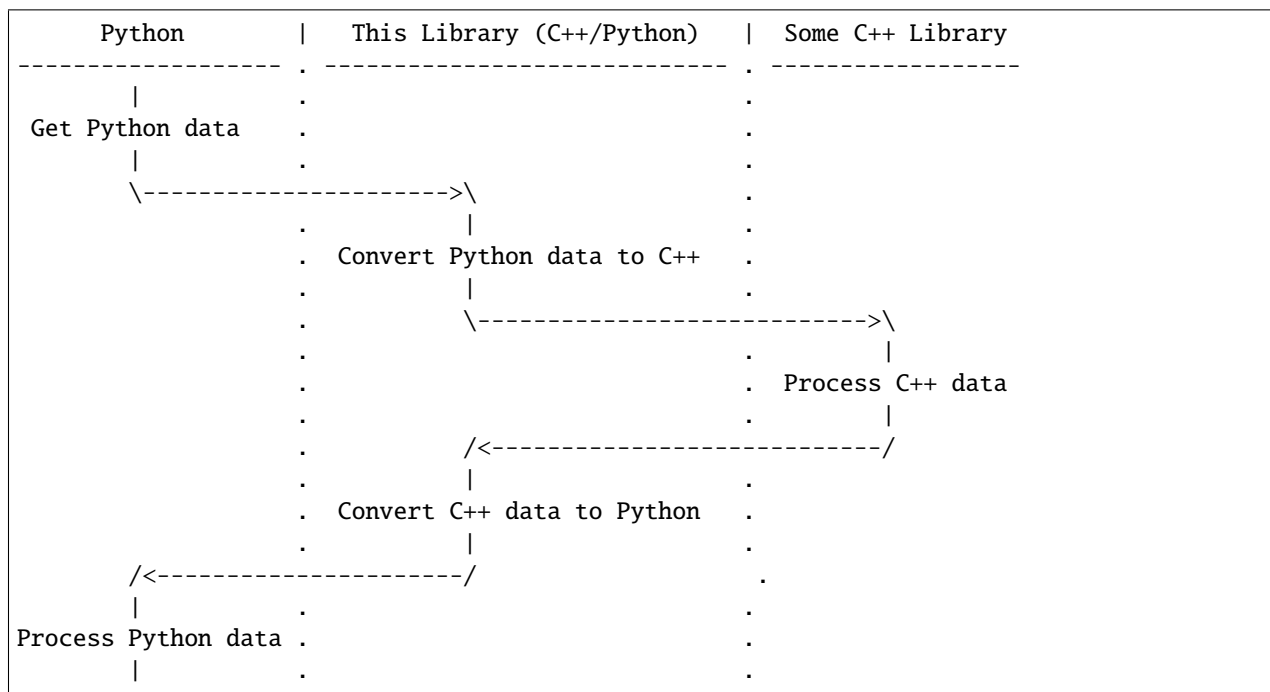 Python | This Library (C++/Python) | Some C++ Library
------------------- . ----------------------------- . ------------------
| . .
Get Python data . .
| . .
\---------------------->\ .
. | .
. Convert Python data to C++ .
. | .
. \---------------------------->\
. . |
. . Process C++ data
. . |
. /<----------------------------/
. | .
. Convert C++ data to Python .
. | .
/<----------------------/ .
| . .
Process Python data . .
| . .